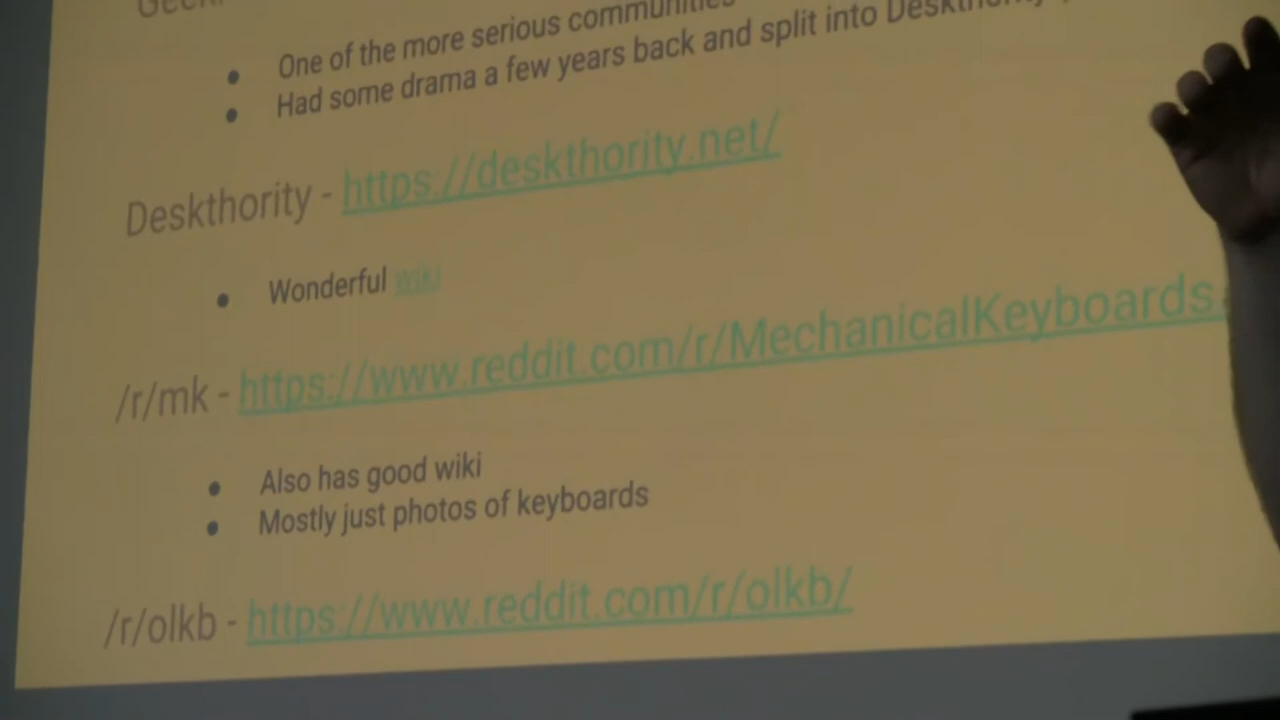 One of the more serious communities
Had some drama a few years back and split into Deskthority
Deskthority - https://deskthority.net/
Wonderful wiki
/r/mk - https://www.reddit.com/r/MechanicalKeyboards
Also has good wiki
Mostly just photos of keyboards
/r/olkb - https://www.reddit.com/r/olkb/